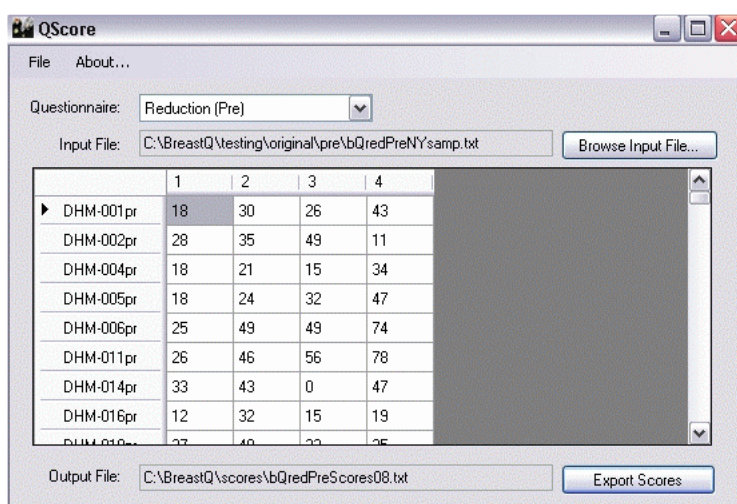 QScore
File About...
Questionnaire: Reduction (Pre)
Input File: C:\BreastQ\testing\original\pre\bQredPreNYsamp.txt Browse Input File...
1 2 3 4
DHM-001pr 18 30 26 43
DHM-002pr 28 35 49 11
DHM-004pr 18 21 15 34
DHM-005pr 18 24 32 47
DHM-006pr 25 49 49 74
DHM-011pr 26 46 56 78
DHM-014pr 33 43 0 47
DHM-016pr 12 32 15 19
Output File: C:\BreastQ\scores\bQredPreScores08.txt Export Scores